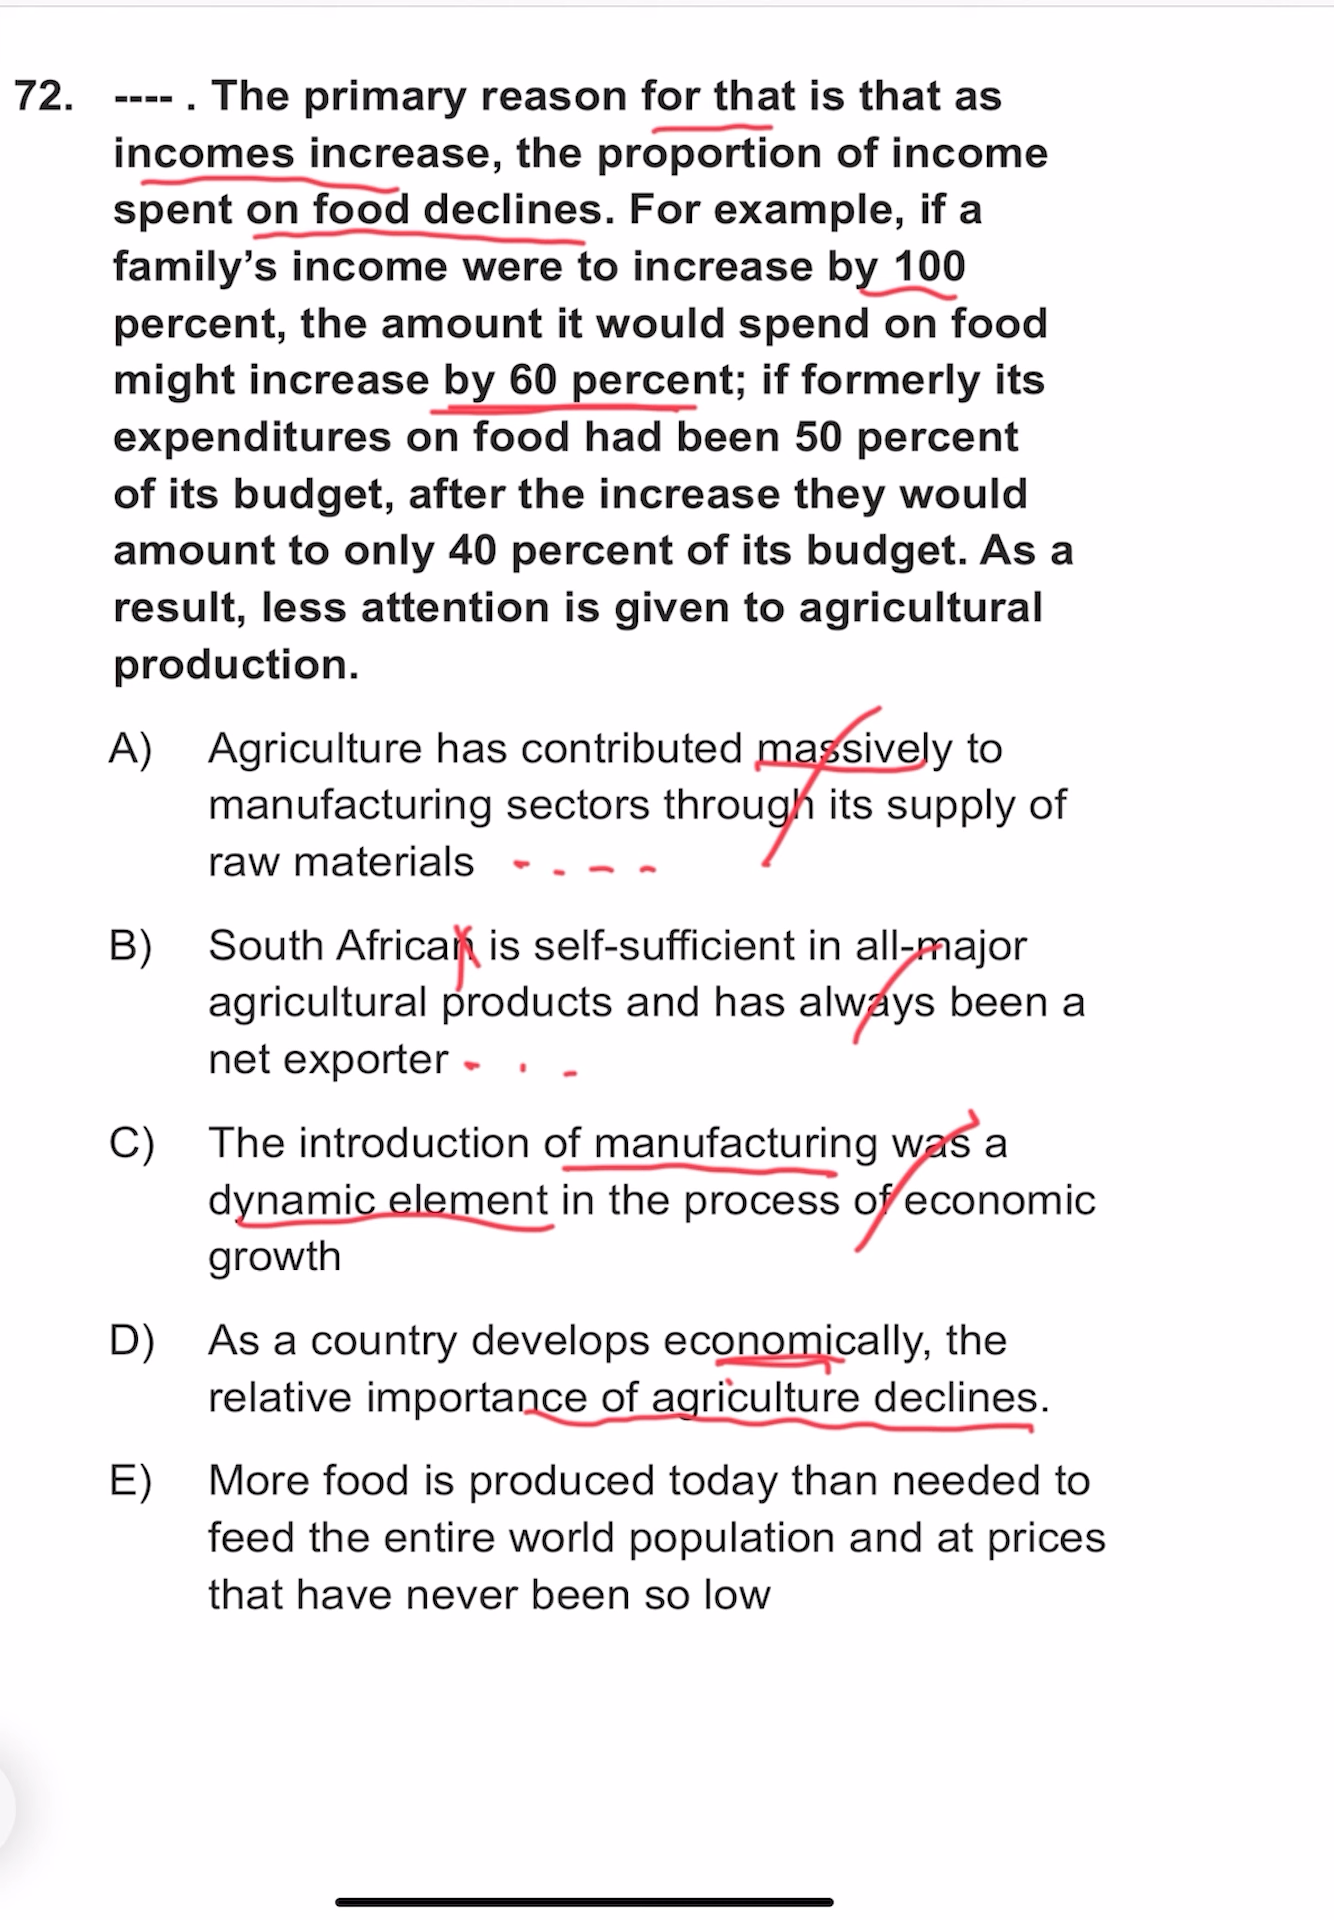 72. ---- . The primary reason for that is that as
incomes increase, the proportion of income
spent on food declines. For example, if a
family’s income were to increase by 100
percent, the amount it would spend on food
might increase by 60 percent; if formerly its
expenditures on food had been 50 percent
of its budget, after the increase they would
amount to only 40 percent of its budget. As a
result, less attention is given to agricultural
production.
A) Agriculture has contributed massively to
manufacturing sectors through its supply of
raw materials
B) South African is self-sufficient in all-major
agricultural products and has always been a
net exporter
C) The introduction of manufacturing was a
dynamic element in the process of economic
growth
D) As a country develops economically, the
relative importance of agriculture declines.
E) More food is produced today than needed to
feed the entire world population and at prices
that have never been so low